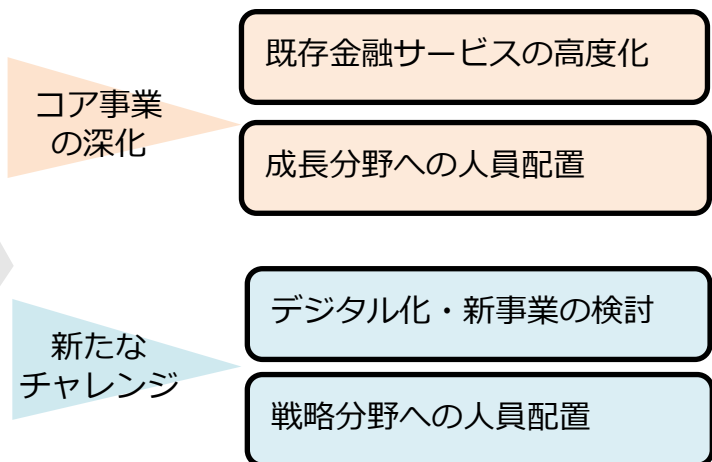 コア事業
の深化
既存金融サービスの高度化
成長分野への人員配置
新たな
チャレンジ
デジタル化・新事業の検討
戦略分野への人員配置